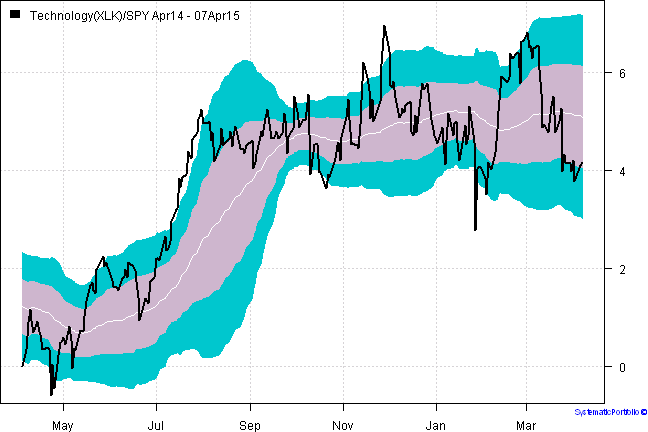 Technology(XLK)/SPY Apr14 - 07Apr15
6
4
2
0
May Jul Sep Nov Jan Mar
SystematicPortfolio ©